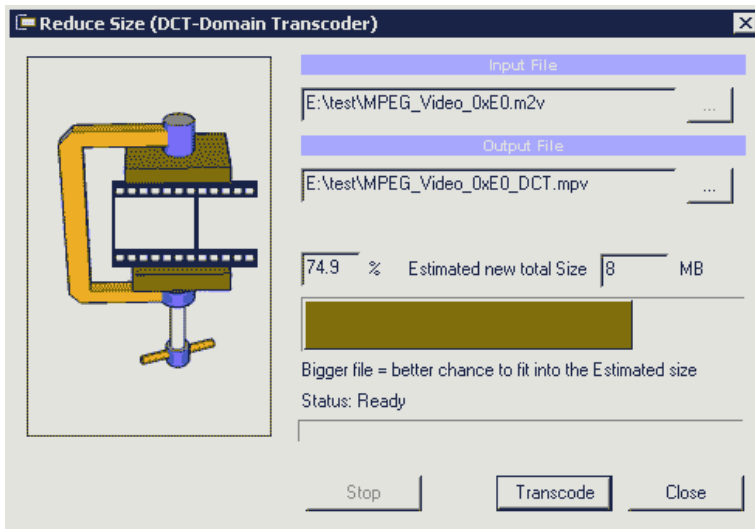 Reduce Size (DCT-Domain Transcoder)
Input File
E:\test\MPEG_Video_0xE0.m2v
...
Output File
E:\test\MPEG_Video_0xE0_DCT.mpv
...
74.9 % Estimated new total Size 8 MB
Bigger file = better chance to fit into the Estimated size
Status: Ready
Stop Transcode Close